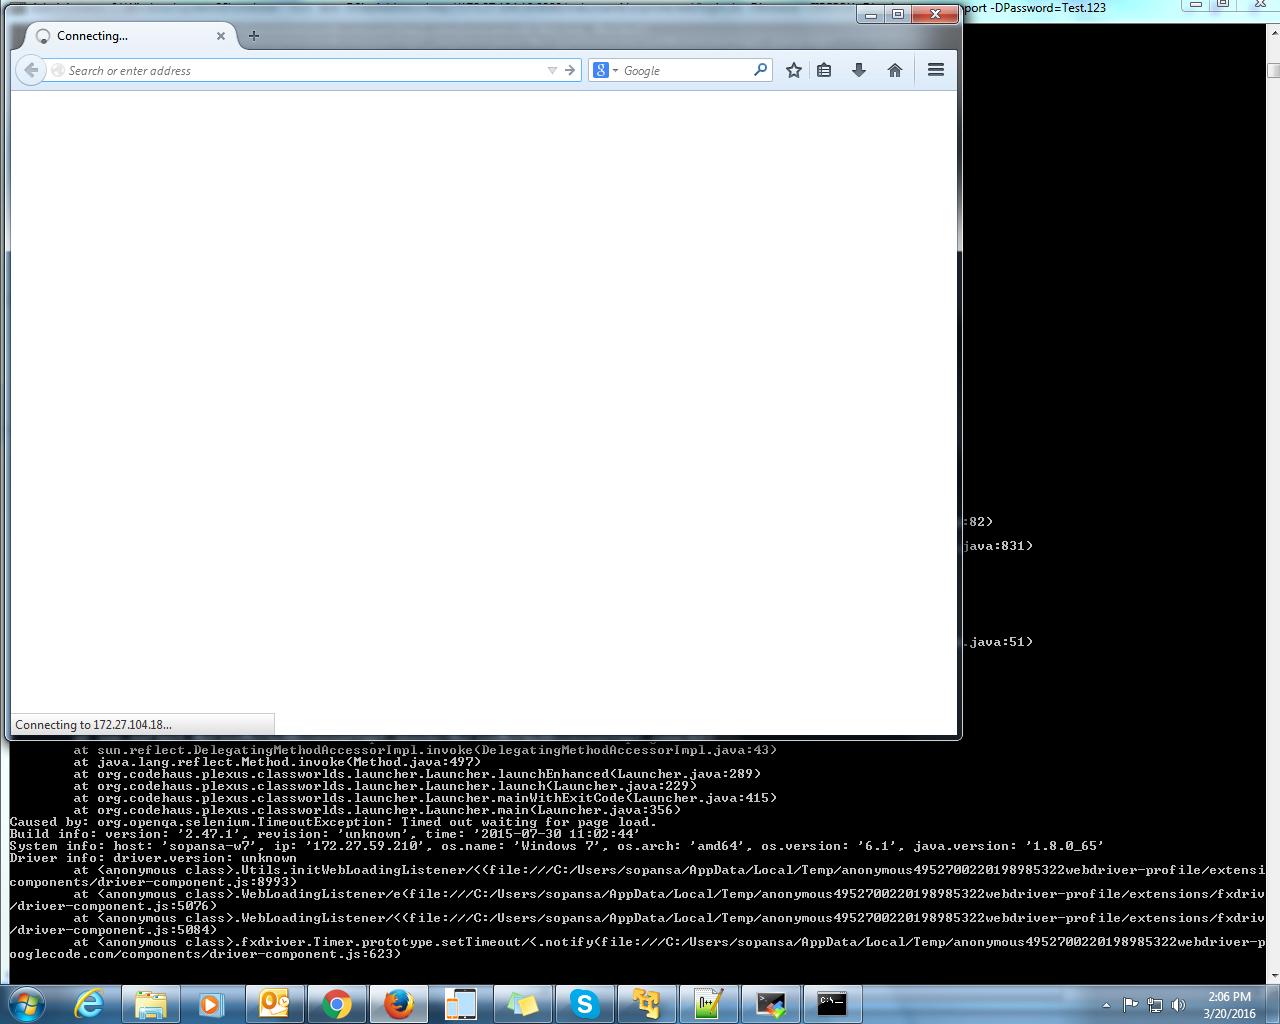 port -DPassword=Test.123
Connecting...
Search or enter address
Google
:82)
java:831)
.java:51)
Connecting to 172.27.104.18...
at sun.reflect.DelegatingMethodAccessorImpl.invoke(DelegatingMethodAccessorImpl.java:43)
at java.lang.reflect.Method.invoke(Method.java:497)
at org.codehaus.plexus.classworlds.launcher.Launcher.launchEnhanced(Launcher.java:289)
at org.codehaus.plexus.classworlds.launcher.Launcher.launch(Launcher.java:229)
at org.codehaus.plexus.classworlds.launcher.Launcher.mainWithExitCode(Launcher.java:415)
at org.codehaus.plexus.classworlds.launcher.Launcher.main(Launcher.java:356)
Caused by: org.openqa.selenium.TimeoutException: Timed out waiting for page load.
Build info: version: '2.47.1', revision: 'unknown', time: '2015-07-30 11:02:44'
System info: host: 'sopansa-w7', ip: '172.27.59.210', os.name: 'Windows 7', os.arch: 'amd64', os.version: '6.1', java.version: '1.8.0_65'
Driver info: driver.version: unknown
at <anonymous class>.Utils.initWebLoadingListener/<(file:///C:/Users/sopansa/AppData/Local/Temp/anonymous4952700220198985322webdriver-profile/extensi
components/driver-component.js:8993)
at <anonymous class>.WebLoadingListener/e(file:///C:/Users/sopansa/AppData/Local/Temp/anonymous4952700220198985322webdriver-profile/extensions/fxdriv
/driver-component.js:5076)
at <anonymous class>.WebLoadingListener/<(file:///C:/Users/sopansa/AppData/Local/Temp/anonymous4952700220198985322webdriver-profile/extensions/fxdriv
/driver-component.js:5084)
at <anonymous class>.fxdriver.Timer.prototype.setTimeout/<.notify(file:///C:/Users/sopansa/AppData/Local/Temp/anonymous4952700220198985322webdriver-p
ooglecode.com/components/driver-component.js:623)
2:06 PM
3/20/2016